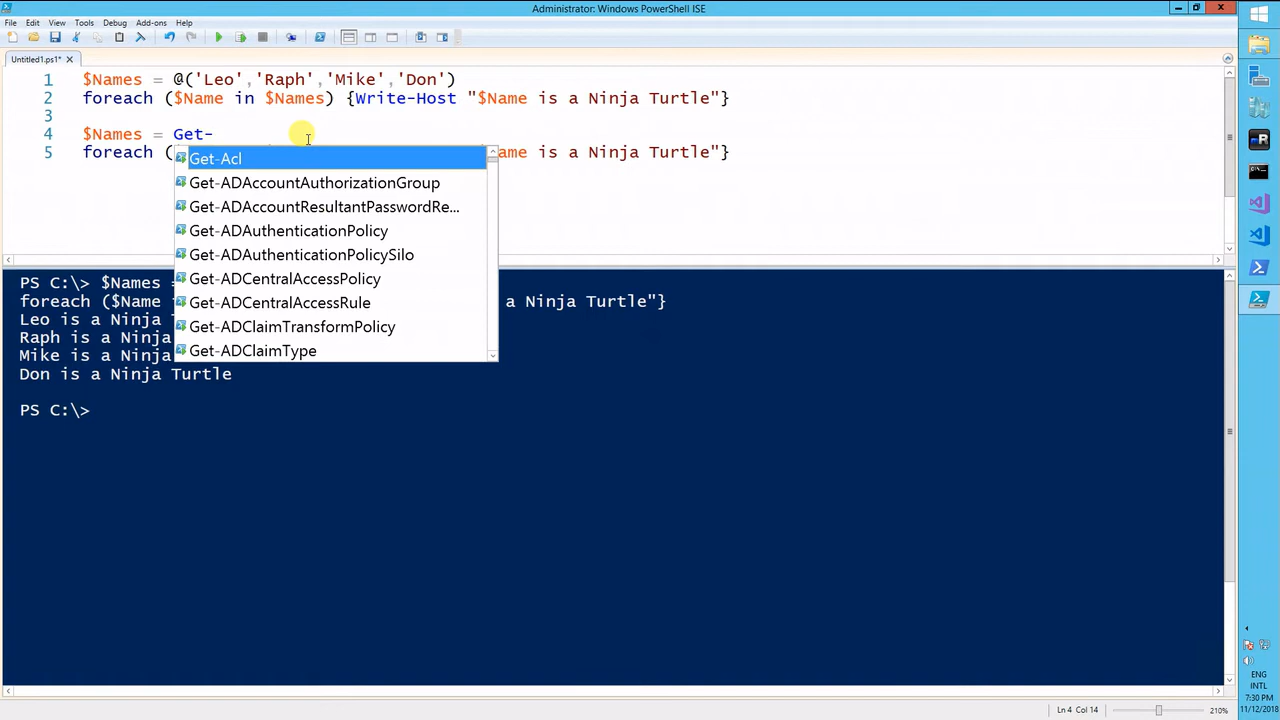 Administrator: Windows PowerShell ISE
File Edit View Tools Debug Add-ons Help
Untitled1.ps1*
1 $Names = @('Leo','Raph','Mike','Don')
2 foreach ($Name in $Names) {Write-Host "$Name is a Ninja Turtle"}
3
4 $Names = Get-
5 foreach ( ame is a Ninja Turtle"}
Get-Acl
Get-ADAccountAuthorizationGroup
Get-ADAccountResultantPasswordRe...
Get-ADAuthenticationPolicy
Get-ADAuthenticationPolicySilo
Get-ADCentralAccessPolicy
Get-ADCentralAccessRule
Get-ADClaimTransformPolicy
Get-ADClaimType
PS C:\> $Names =
foreach ($Name a Ninja Turtle"}
Leo is a Ninja
Raph is a Ninja
Mike is a Ninja
Don is a Ninja Turtle
PS C:\>
Ln 4 Col 14 210%
ENG
INTL
7:30 PM
11/12/2018